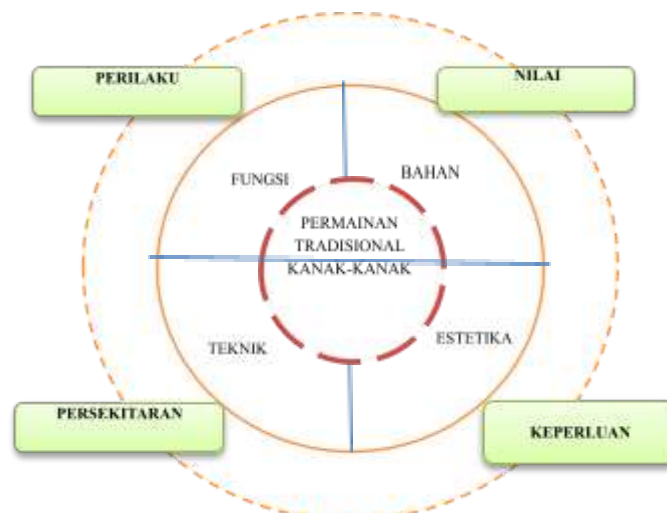 PERILAKU
NILAI
FUNGSI
BAHAN
PERMAINAN
TRADISIONAL
KANAK-KANAK
TEKNIK
ESTETIKA
PERSEKITARAN
KEPERLUAN